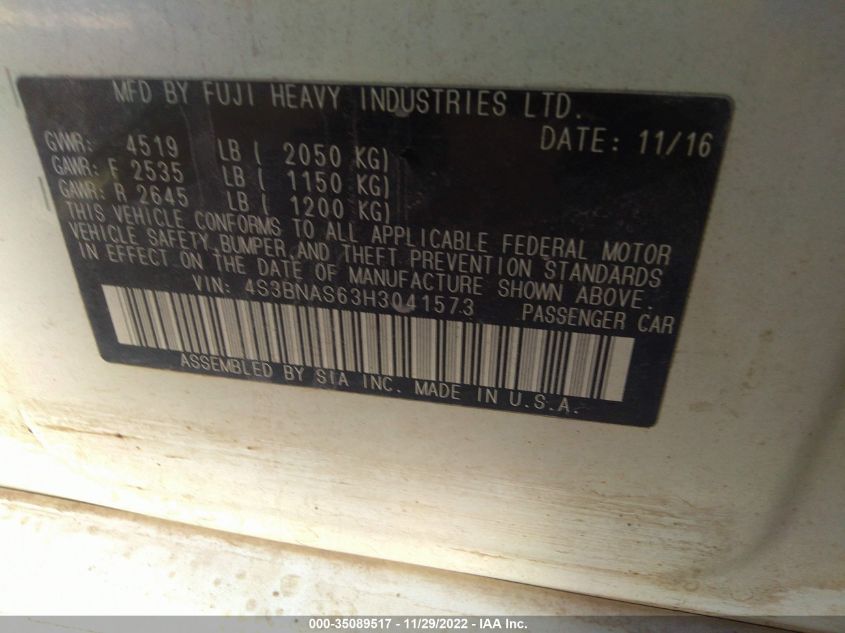 MFD BY FUJI HEAVY INDUSTRIES LTD.
DATE: 11/16
GVWR: 4519 LB ( 2050 KG)
GAWR: F 2535 LB ( 1150 KG)
GAWR: R 2645 LB ( 1200 KG)
THIS VEHICLE CONFORMS TO ALL APPLICABLE FEDERAL MOTOR
VEHICLE SAFETY, BUMPER, AND THEFT PREVENTION STANDARDS
IN EFFECT ON THE DATE OF MANUFACTURE SHOWN ABOVE.
VIN: 4S3BNAS63H3041573 PASSENGER CAR
ASSEMBLED BY SIA INC. MADE IN U.S.A.
000-35089517 - 11/29/2022 - IAA Inc.